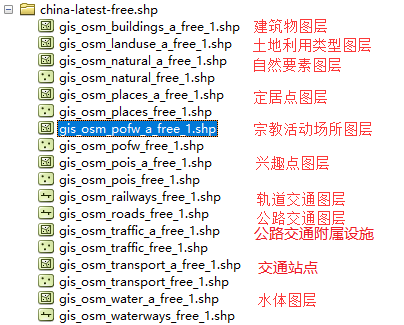 china-latest-free.shp
gis_osm_buildings_a_free_1.shp 建筑物图层
gis_osm_landuse_a_free_1.shp 土地利用类型图层
gis_osm_natural_a_free_1.shp 自然要素图层
gis_osm_natural_free_1.shp
gis_osm_places_a_free_1.shp 定居点图层
gis_osm_places_free_1.shp
gis_osm_pofw_a_free_1.shp 宗教活动场所图层
gis_osm_pofw_free_1.shp
gis_osm_pois_a_free_1.shp 兴趣点图层
gis_osm_pois_free_1.shp
gis_osm_railways_free_1.shp 轨道交通图层
gis_osm_roads_free_1.shp 公路交通图层
gis_osm_traffic_a_free_1.shp 公路交通附属设施
gis_osm_traffic_free_1.shp
gis_osm_transport_a_free_1.shp 交通站点
gis_osm_transport_free_1.shp
gis_osm_water_a_free_1.shp 水体图层
gis_osm_waterways_free_1.shp